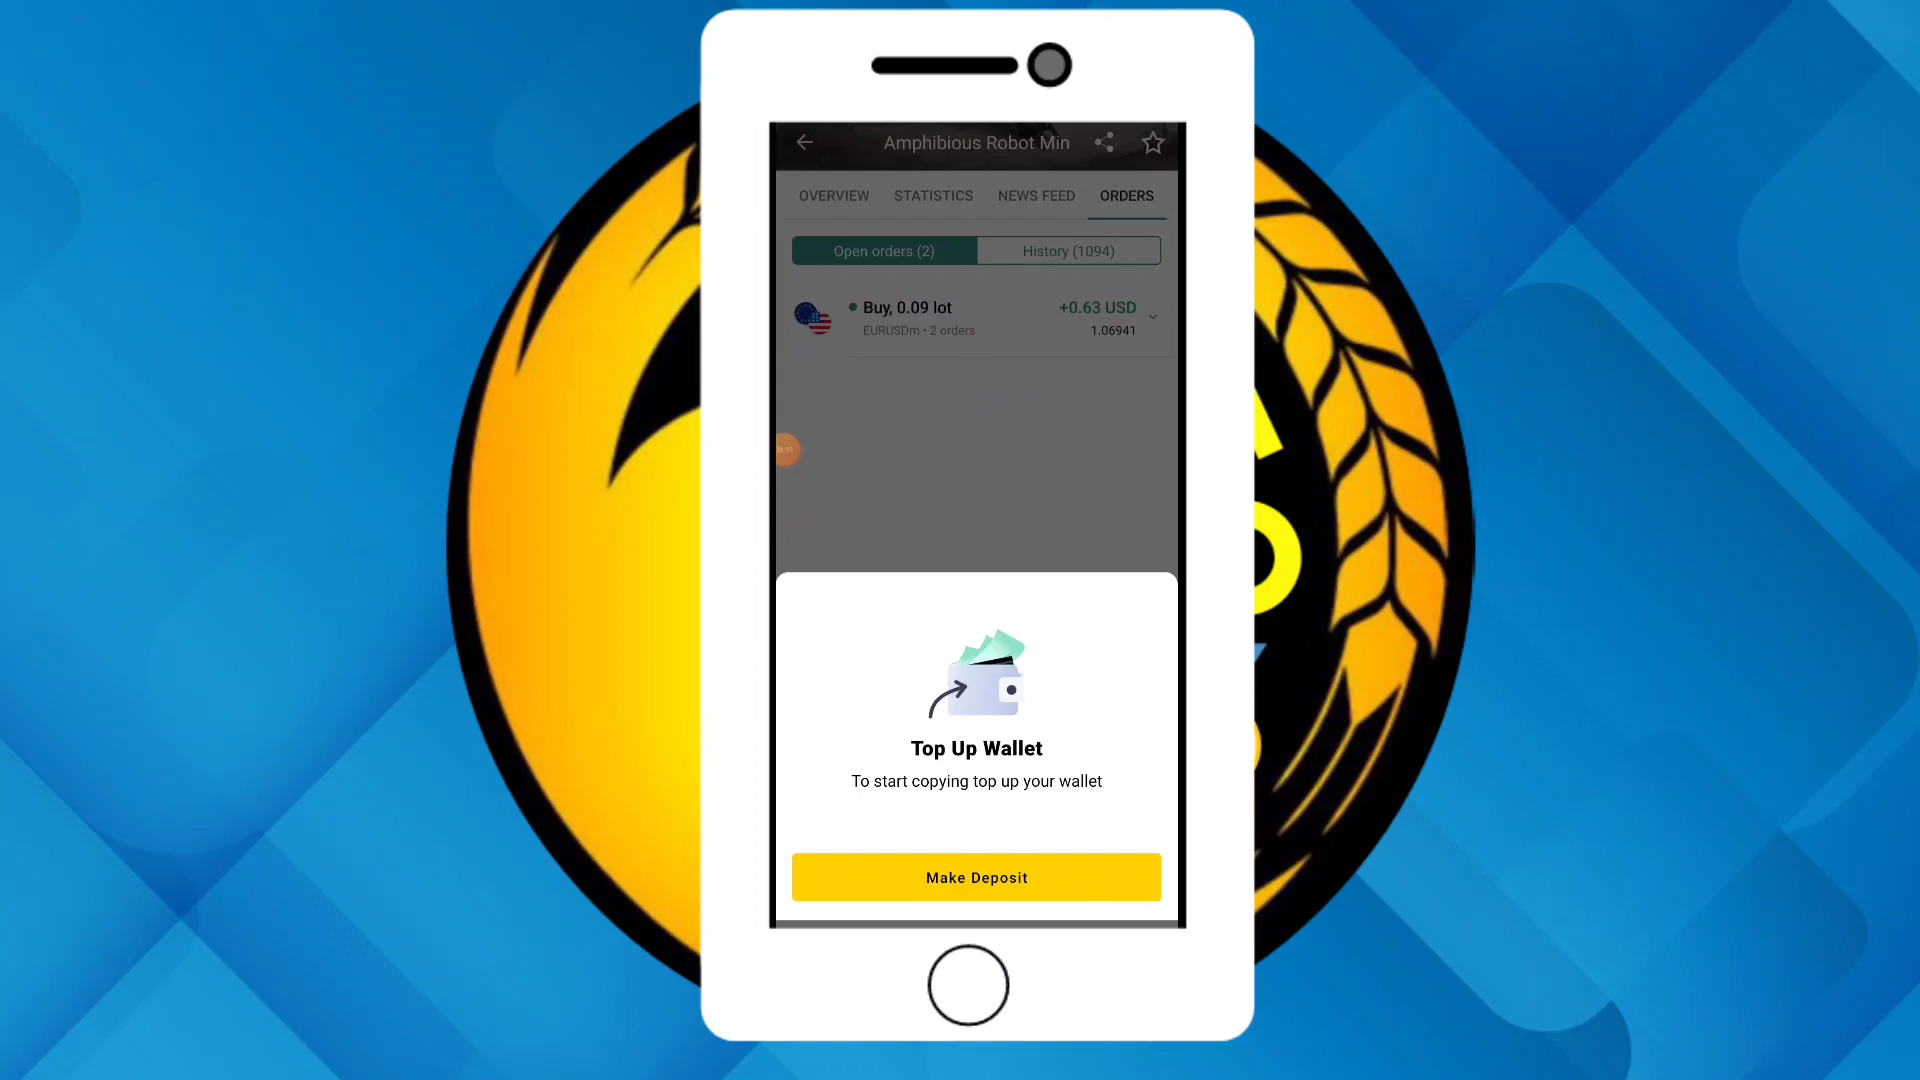 Amphibious Robot Min
OVERVIEW STATISTICS NEWS FEED ORDERS
Open orders (2) History (1094)
Buy, 0.09 lot +0.63 USD
EURUSDm • 2 orders 1.06941
Top Up Wallet
To start copying top up your wallet
Make Deposit